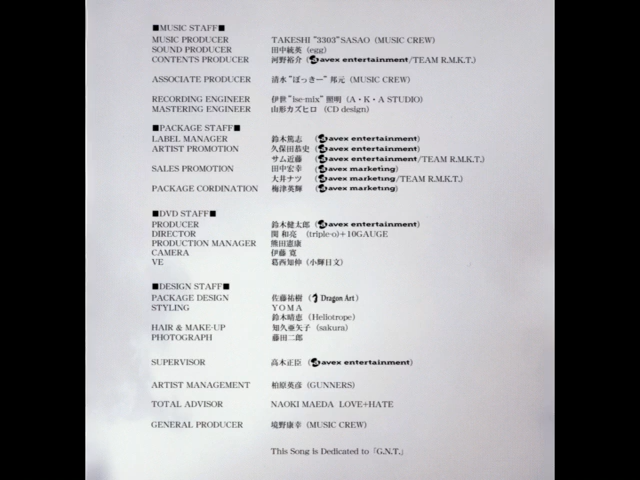 ■MUSIC STAFF■
MUSIC PRODUCER TAKESHI "3303" SASAO (MUSIC CREW)
SOUND PRODUCER 田中統英 (egg)
CONTENTS PRODUCER 河野裕介 (avex entertainment/TEAM R.M.K.T.)
ASSOCIATE PRODUCER 清水"ぽっきー"邦元 (MUSIC CREW)
RECORDING ENGINEER 伊世"ise-mix"照明 (A・K・A STUDIO)
MASTERING ENGINEER 山形カズヒロ (CD design)
■PACKAGE STAFF■
LABEL MANAGER 鈴木篤志 (avex entertainment)
ARTIST PROMOTION 久保田恭史 (avex entertainment)
サム近藤 (avex entertainment/TEAM R.M.K.T.)
SALES PROMOTION 田中宏幸 (avex marketing)
大井ナツ (avex marketing/TEAM R.M.K.T.)
PACKAGE CORDINATION 梅津英輝 (avex marketing)
■DVD STAFF■
PRODUCER 鈴木健太郎 (avex entertainment)
DIRECTOR 関 和亮 (triple-o)+10GAUGE
PRODUCTION MANAGER 熊田憲康
CAMERA 伊藤 寛
VE 葛西知伸 (小輝日文)
■DESIGN STAFF■
PACKAGE DESIGN 佐藤祐樹 (Dragon Art)
STYLING YOMA
鈴木晴恵 (Heliotrope)
HAIR & MAKE-UP 知久亜矢子 (sakura)
PHOTOGRAPH 藤田二郎
SUPERVISOR 高木正臣 (avex entertainment)
ARTIST MANAGEMENT 柏原英彦 (GUNNERS)
TOTAL ADVISOR NAOKI MAEDA LOVE+HATE
GENERAL PRODUCER 境野康幸 (MUSIC CREW)
This Song is Dedicated to「G.N.T.」